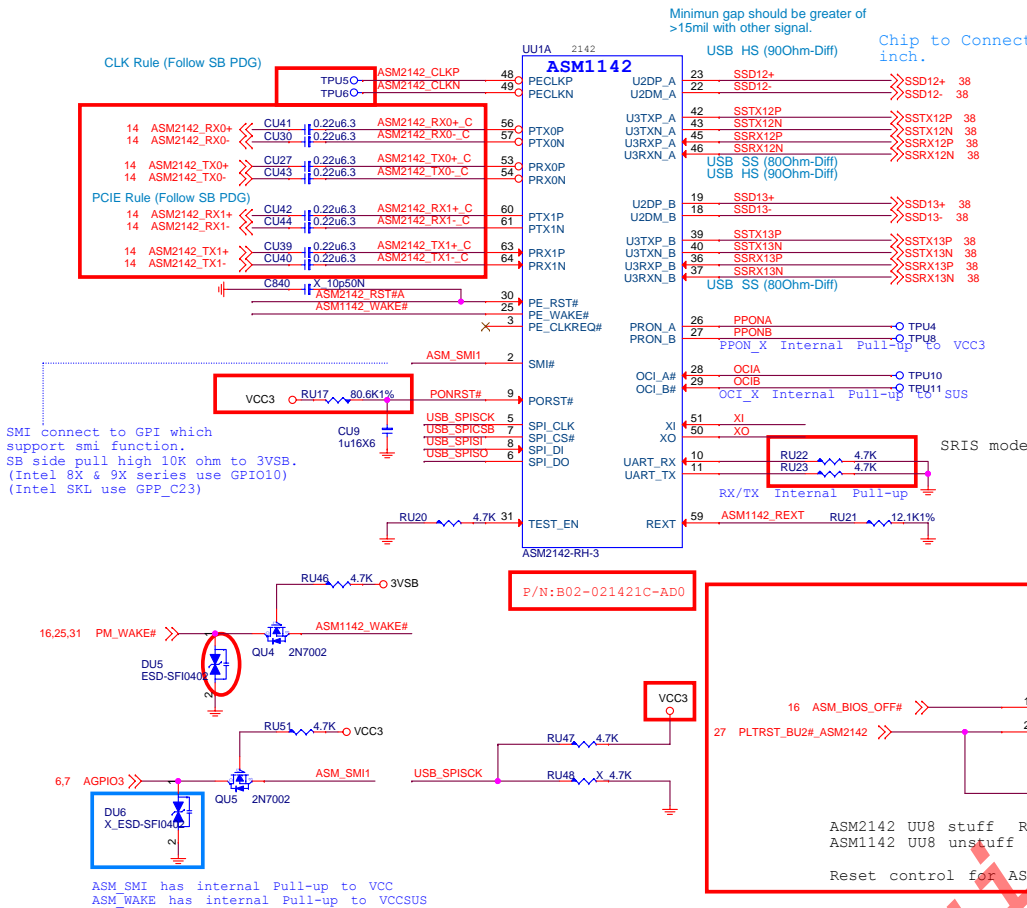 Minimun gap should be greater of
>15mil with other signal.
USB HS (90Ohm-Diff)
Chip to Connect
inch.
CLK Rule (Follow SB PDG)
UU1A 2142
ASM1142
TPU5 ASM2142_CLKP 48 PECLKP
TPU6 ASM2142_CLKN 49 PECLKN
U2DP_A 23 SSD12+ SSD12+ 38
U2DM_A 22 SSD12- SSD12- 38
14 ASM2142_RX0+ CU41 0.22u6.3 ASM2142_RX0+_C 56 PTX0P
14 ASM2142_RX0- CU30 0.22u6.3 ASM2142_RX0-_C 57 PTX0N
U3TXP_A 42 SSTX12P SSTX12P 38
U3TXN_A 43 SSTX12N SSTX12N 38
U3RXP_A 45 SSRX12P SSRX12P 38
U3RXN_A 46 SSRX12N SSRX12N 38
14 ASM2142_TX0+ CU27 0.22u6.3 ASM2142_TX0+_C 53 PRX0P
14 ASM2142_TX0- CU43 0.22u6.3 ASM2142_TX0-_C 54 PRX0N
USB SS (80Ohm-Diff)
USB HS (90Ohm-Diff)
PCIE Rule (Follow SB PDG)
14 ASM2142_RX1+ CU42 0.22u6.3 ASM2142_RX1+_C 60 PTX1P
14 ASM2142_RX1- CU44 0.22u6.3 ASM2142_RX1-_C 61 PTX1N
U2DP_B 19 SSD13+ SSD13+ 38
U2DM_B 18 SSD13- SSD13- 38
14 ASM2142_TX1+ CU39 0.22u6.3 ASM2142_TX1+_C 63 PRX1P
14 ASM2142_TX1- CU40 0.22u6.3 ASM2142_TX1-_C 64 PRX1N
U3TXP_B 39 SSTX13P SSTX13P 38
U3TXN_B 40 SSTX13N SSTX13N 38
U3RXP_B 36 SSRX13P SSRX13P 38
U3RXN_B 37 SSRX13N SSRX13N 38
USB SS (80Ohm-Diff)
C840 X_10p50N
ASM2142_RST#A 30 PE_RST#
ASM1142_WAKE# 25 PE_WAKE#
3 PE_CLKREQ#
PRON_A 26 PPONA TPU4
PRON_B 27 PPONB TPU8
PPON_X Internal Pull-up to VCC3
ASM_SMI1 2 SMI#
OCI_A# 28 OCIA TPU10
OCI_B# 29 OCIB TPU11
OCI_X Internal Pull-up to SUS
VCC3 RU17 80.6K1% PONRST# 9 PORST#
CU9
1u16X6
USB_SPISCK 5 SPI_CLK
USB_SPICSB 7 SPI_CS#
USB_SPISI 8 SPI_DI
USB_SPISO 6 SPI_DO
XI 51 XI
XO 50 XO
SMI connect to GPI which
support smi function.
SB side pull high 10K ohm to 3VSB.
(Intel 8X & 9X series use GPIO10)
(Intel SKL use GPP_C23)
UART_RX 10 RU22 4.7K
UART_TX 11 RU23 4.7K
SRIS mode
RX/TX Internal Pull-up
RU20 4.7K 31 TEST_EN
REXT 59 ASM1142_REXT RU21 12.1K1%
ASM2142-RH-3
P/N:B02-021421C-AD0
RU46 4.7K 3VSB
16,25,31 PM_WAKE# 1 ASM1142_WAKE#
QU4 2N7002
DU5
ESD-SFI0402
2
RU51 4.7K VCC3
6,7 AGPIO3 1 ASM_SMI1
QU5 2N7002
DU6
X_ESD-SFI0402
2
VCC3
RU47 4.7K
USB_SPISCK
RU48 X_4.7K
16 ASM_BIOS_OFF# 1
27 PLTRST_BU2#_ASM2142 2
ASM2142 UU8 stuff R
ASM1142 UU8 unstuff
Reset control for AS
ASM_SMI has internal Pull-up to VCC
ASM_WAKE has internal Pull-up to VCCSUS